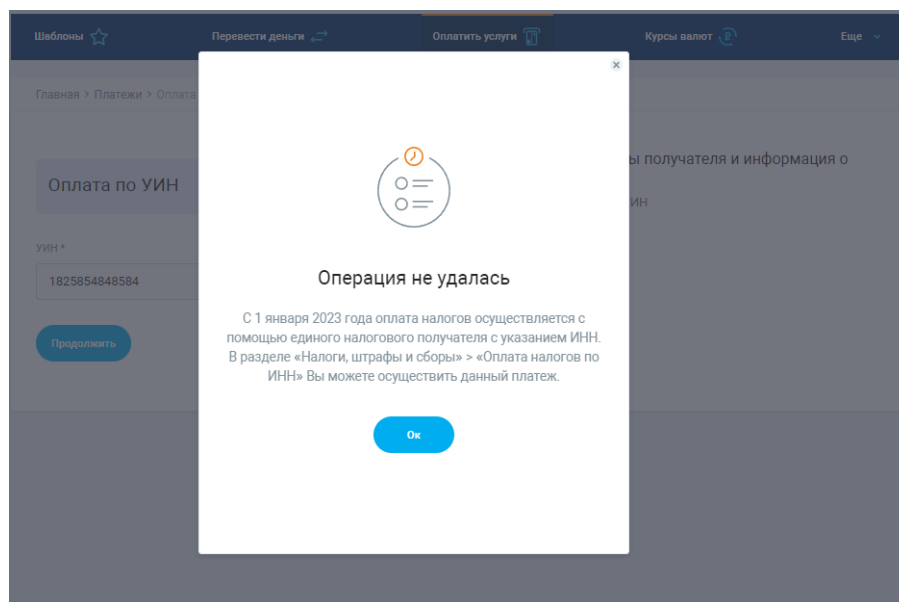 Шаблоны
Перевести деньги
Оплатить услуги
Курсы валют
Еще
Главная > Платежи > Оплата
ы получателя и информация о
Оплата по УИН
ин
УИН *
1825854848584
Продолжить
Операция не удалась
С 1 января 2023 года оплата налогов осуществляется с
помощью единого налогового получателя с указанием ИНН.
В разделе «Налоги, штрафы и сборы» > «Оплата налогов по
ИНН» Вы можете осуществить данный платеж.
Ок